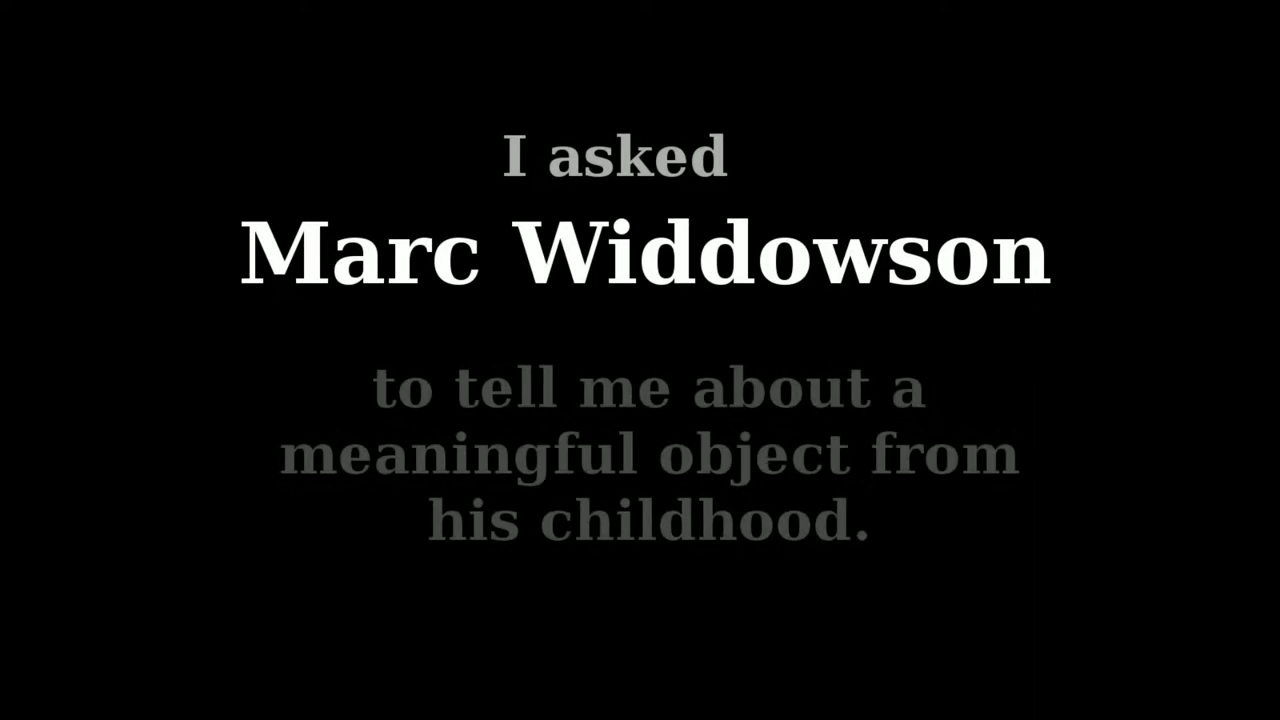 I asked
Marc Widdowson
to tell me about a
meaningful object from
his childhood.